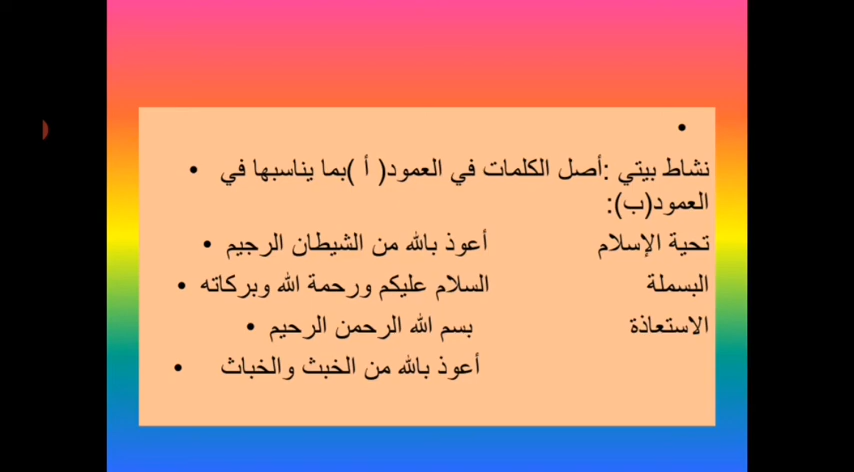 نشاط بيتي :أصل الكلمات في العمود( أ )بما يناسبها في
العمود(ب):
تحية الإسلام أعوذ بالله من الشيطان الرجيم
البسملة السلام عليكم ورحمة الله وبركاته
الاستعاذة بسم الله الرحمن الرحيم
أعوذ بالله من الخبث والخباث